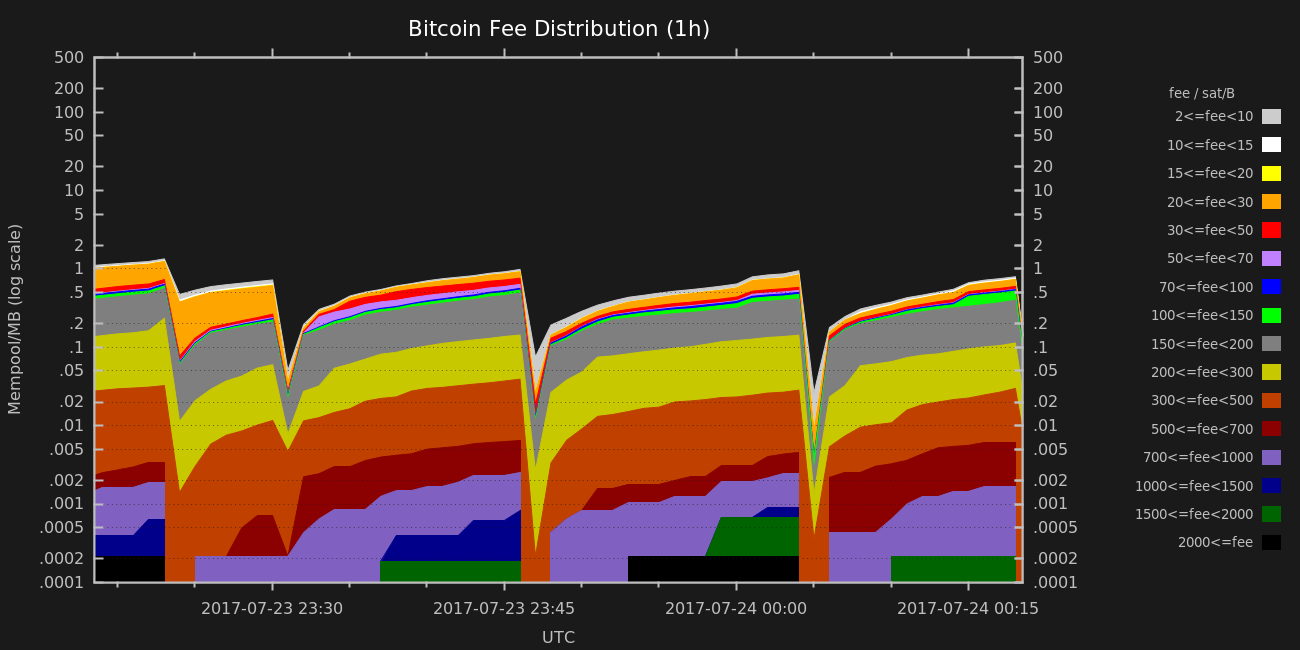 Bitcoin Fee Distribution (1h)
Mempool/MB (log scale)
500
200
100
50
20
10
5
2
1
.5
.2
.1
.05
.02
.01
.005
.002
.001
.0005
.0002
.0001
500
200
100
50
20
10
5
2
1
.5
.2
.1
.05
.02
.01
.005
.002
.001
.0005
.0002
.0001
2017-07-23 23:30 2017-07-23 23:45 2017-07-24 00:00 2017-07-24 00:15
UTC
fee / sat/B
2<=fee<10
10<=fee<15
15<=fee<20
20<=fee<30
30<=fee<50
50<=fee<70
70<=fee<100
100<=fee<150
150<=fee<200
200<=fee<300
300<=fee<500
500<=fee<700
700<=fee<1000
1000<=fee<1500
1500<=fee<2000
2000<=fee